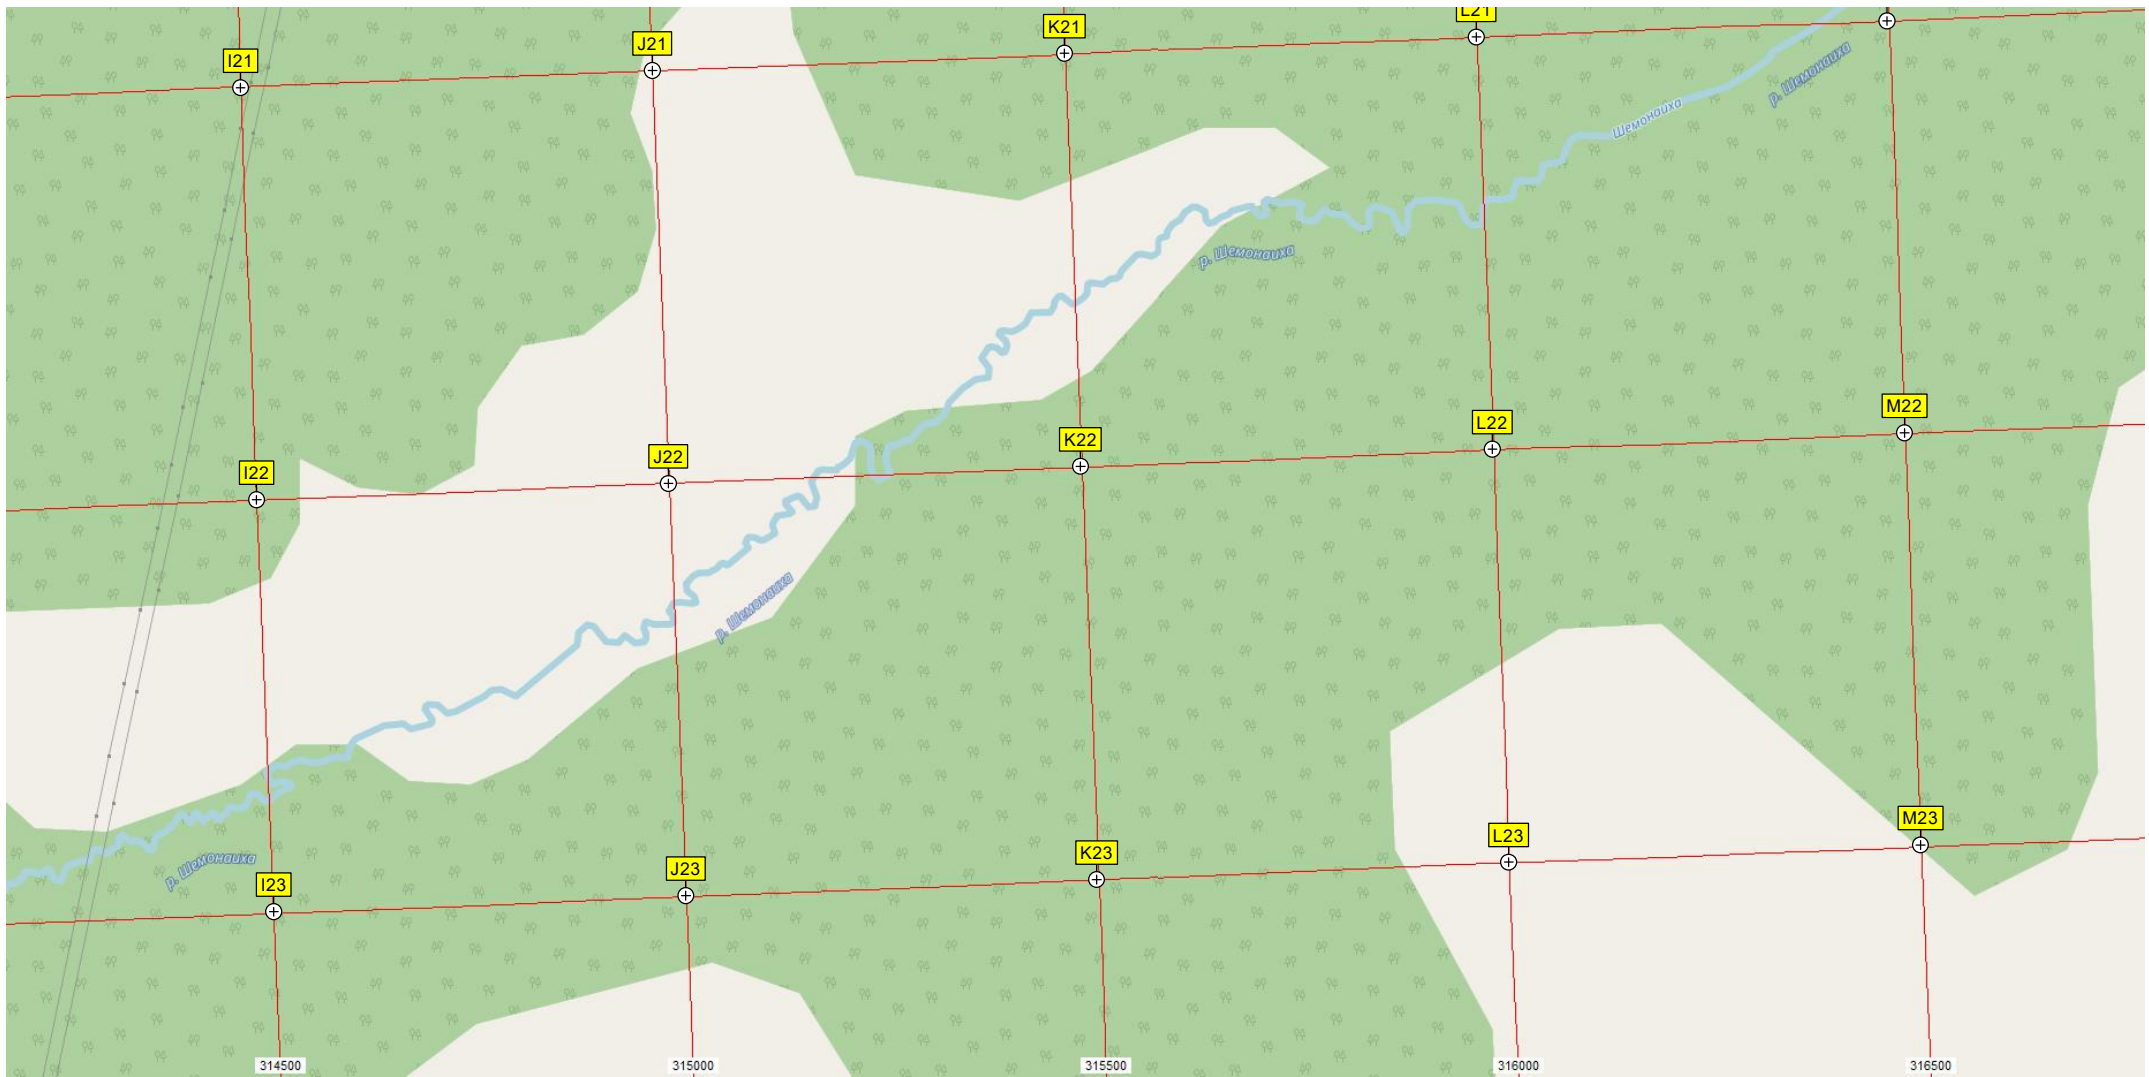 L21
K21
J21
I21
р. Шемонаиха
Шемонаиха
р. Шемонаиха
M22
L22
K22
J22
I22
р. Шемонаиха
M23
L23
K23
J23
р. Шемонаиха
I23
314500
315000
315500
316000
316500